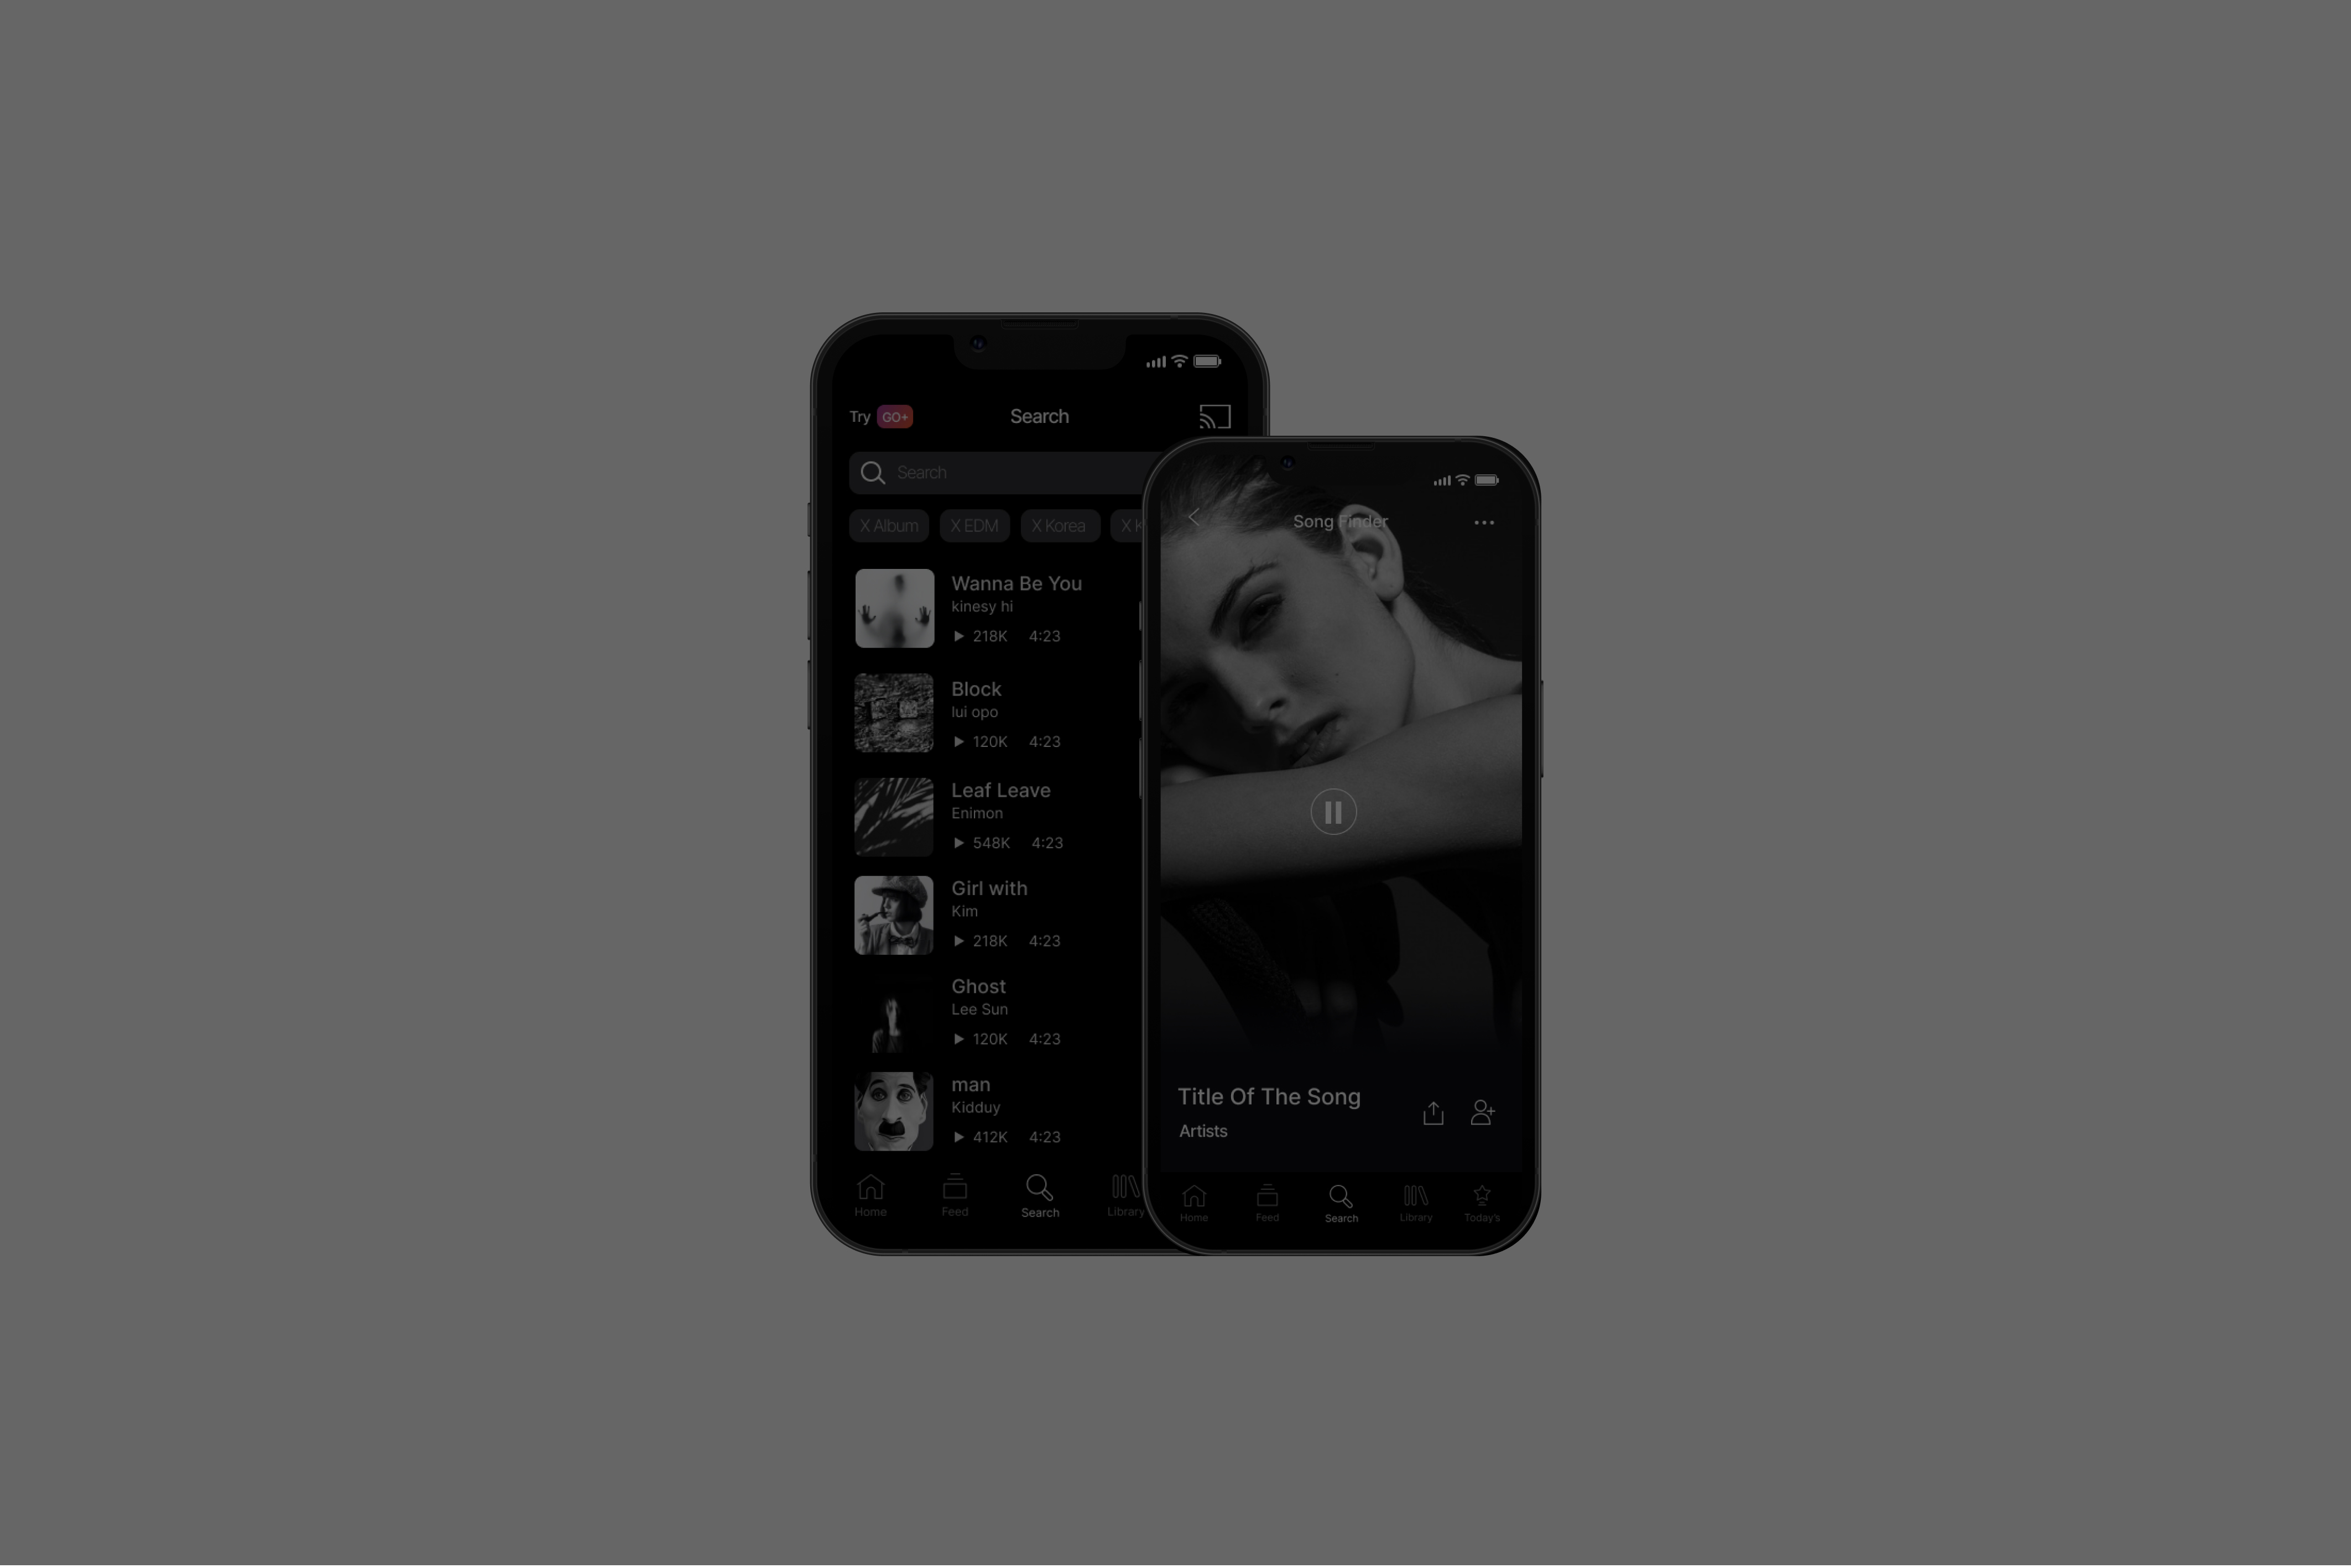 Try GO+
Search
Search
X Album
X EDM
X Korea
X K
Wanna Be You
kinesy hi
218K 4:23
Block
lui opo
120K 4:23
Leaf Leave
Enimon
548K 4:23
Girl with
Kim
218K 4:23
Ghost
Lee Sun
120K 4:23
man
Kidduy
412K 4:23
Home
Feed
Search
Library
Song Finder
Title Of The Song
Artists
Home
Feed
Search
Library
Today's